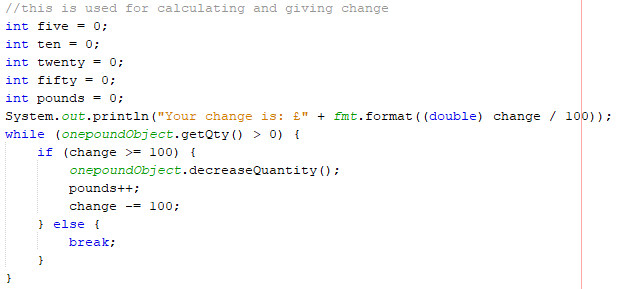 //this is used for calculating and giving change
int five = 0;
int ten = 0;
int twenty = 0;
int fifty = 0;
int pounds = 0;
System.out.println("Your change is: £" + fmt.format((double) change / 100));
while (onepoundObject.getQty() > 0) {
    if (change >= 100) {
        onepoundObject.decreaseQuantity();
        pounds++;
        change -= 100;
    } else {
        break;
    }
}